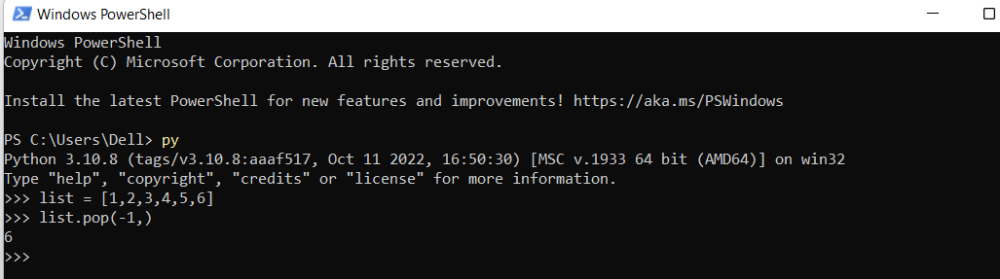 Windows PowerShell
Windows PowerShell
Copyright (C) Microsoft Corporation. All rights reserved.
Install the latest PowerShell for new features and improvements! https://aka.ms/PSWindows
PS C:\Users\Dell> py
Python 3.10.8 (tags/v3.10.8:aaaf517, Oct 11 2022, 16:50:30) [MSC v.1933 64 bit (AMD64)] on win32
Type "help", "copyright", "credits" or "license" for more information.
>>> list = [1,2,3,4,5,6]
>>> list.pop(-1,)
6
>>>